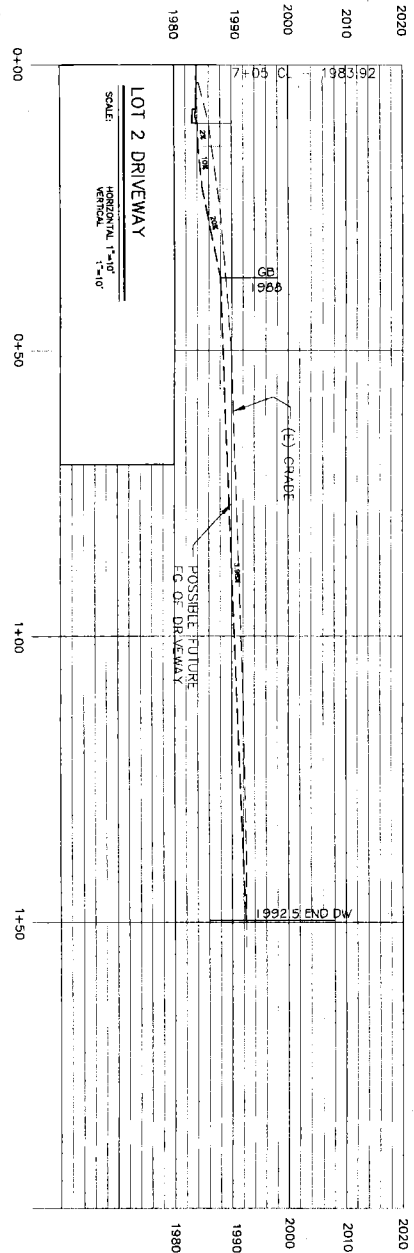 2020
2010
2000
1990
1980
2020
2010
2000
1990
1980
7+05 CL -- 1983.92
GB
1988
(E) GRADE
2%
10%
20%
3.95%
POSSIBLE FUTURE
FG OF DRIVEWAY
1992.5 END DW
LOT 2 DRIVEWAY
SCALE: HORIZONTAL 1"=10'
VERTICAL 1"=10'
0+00
0+50
1+00
1+50